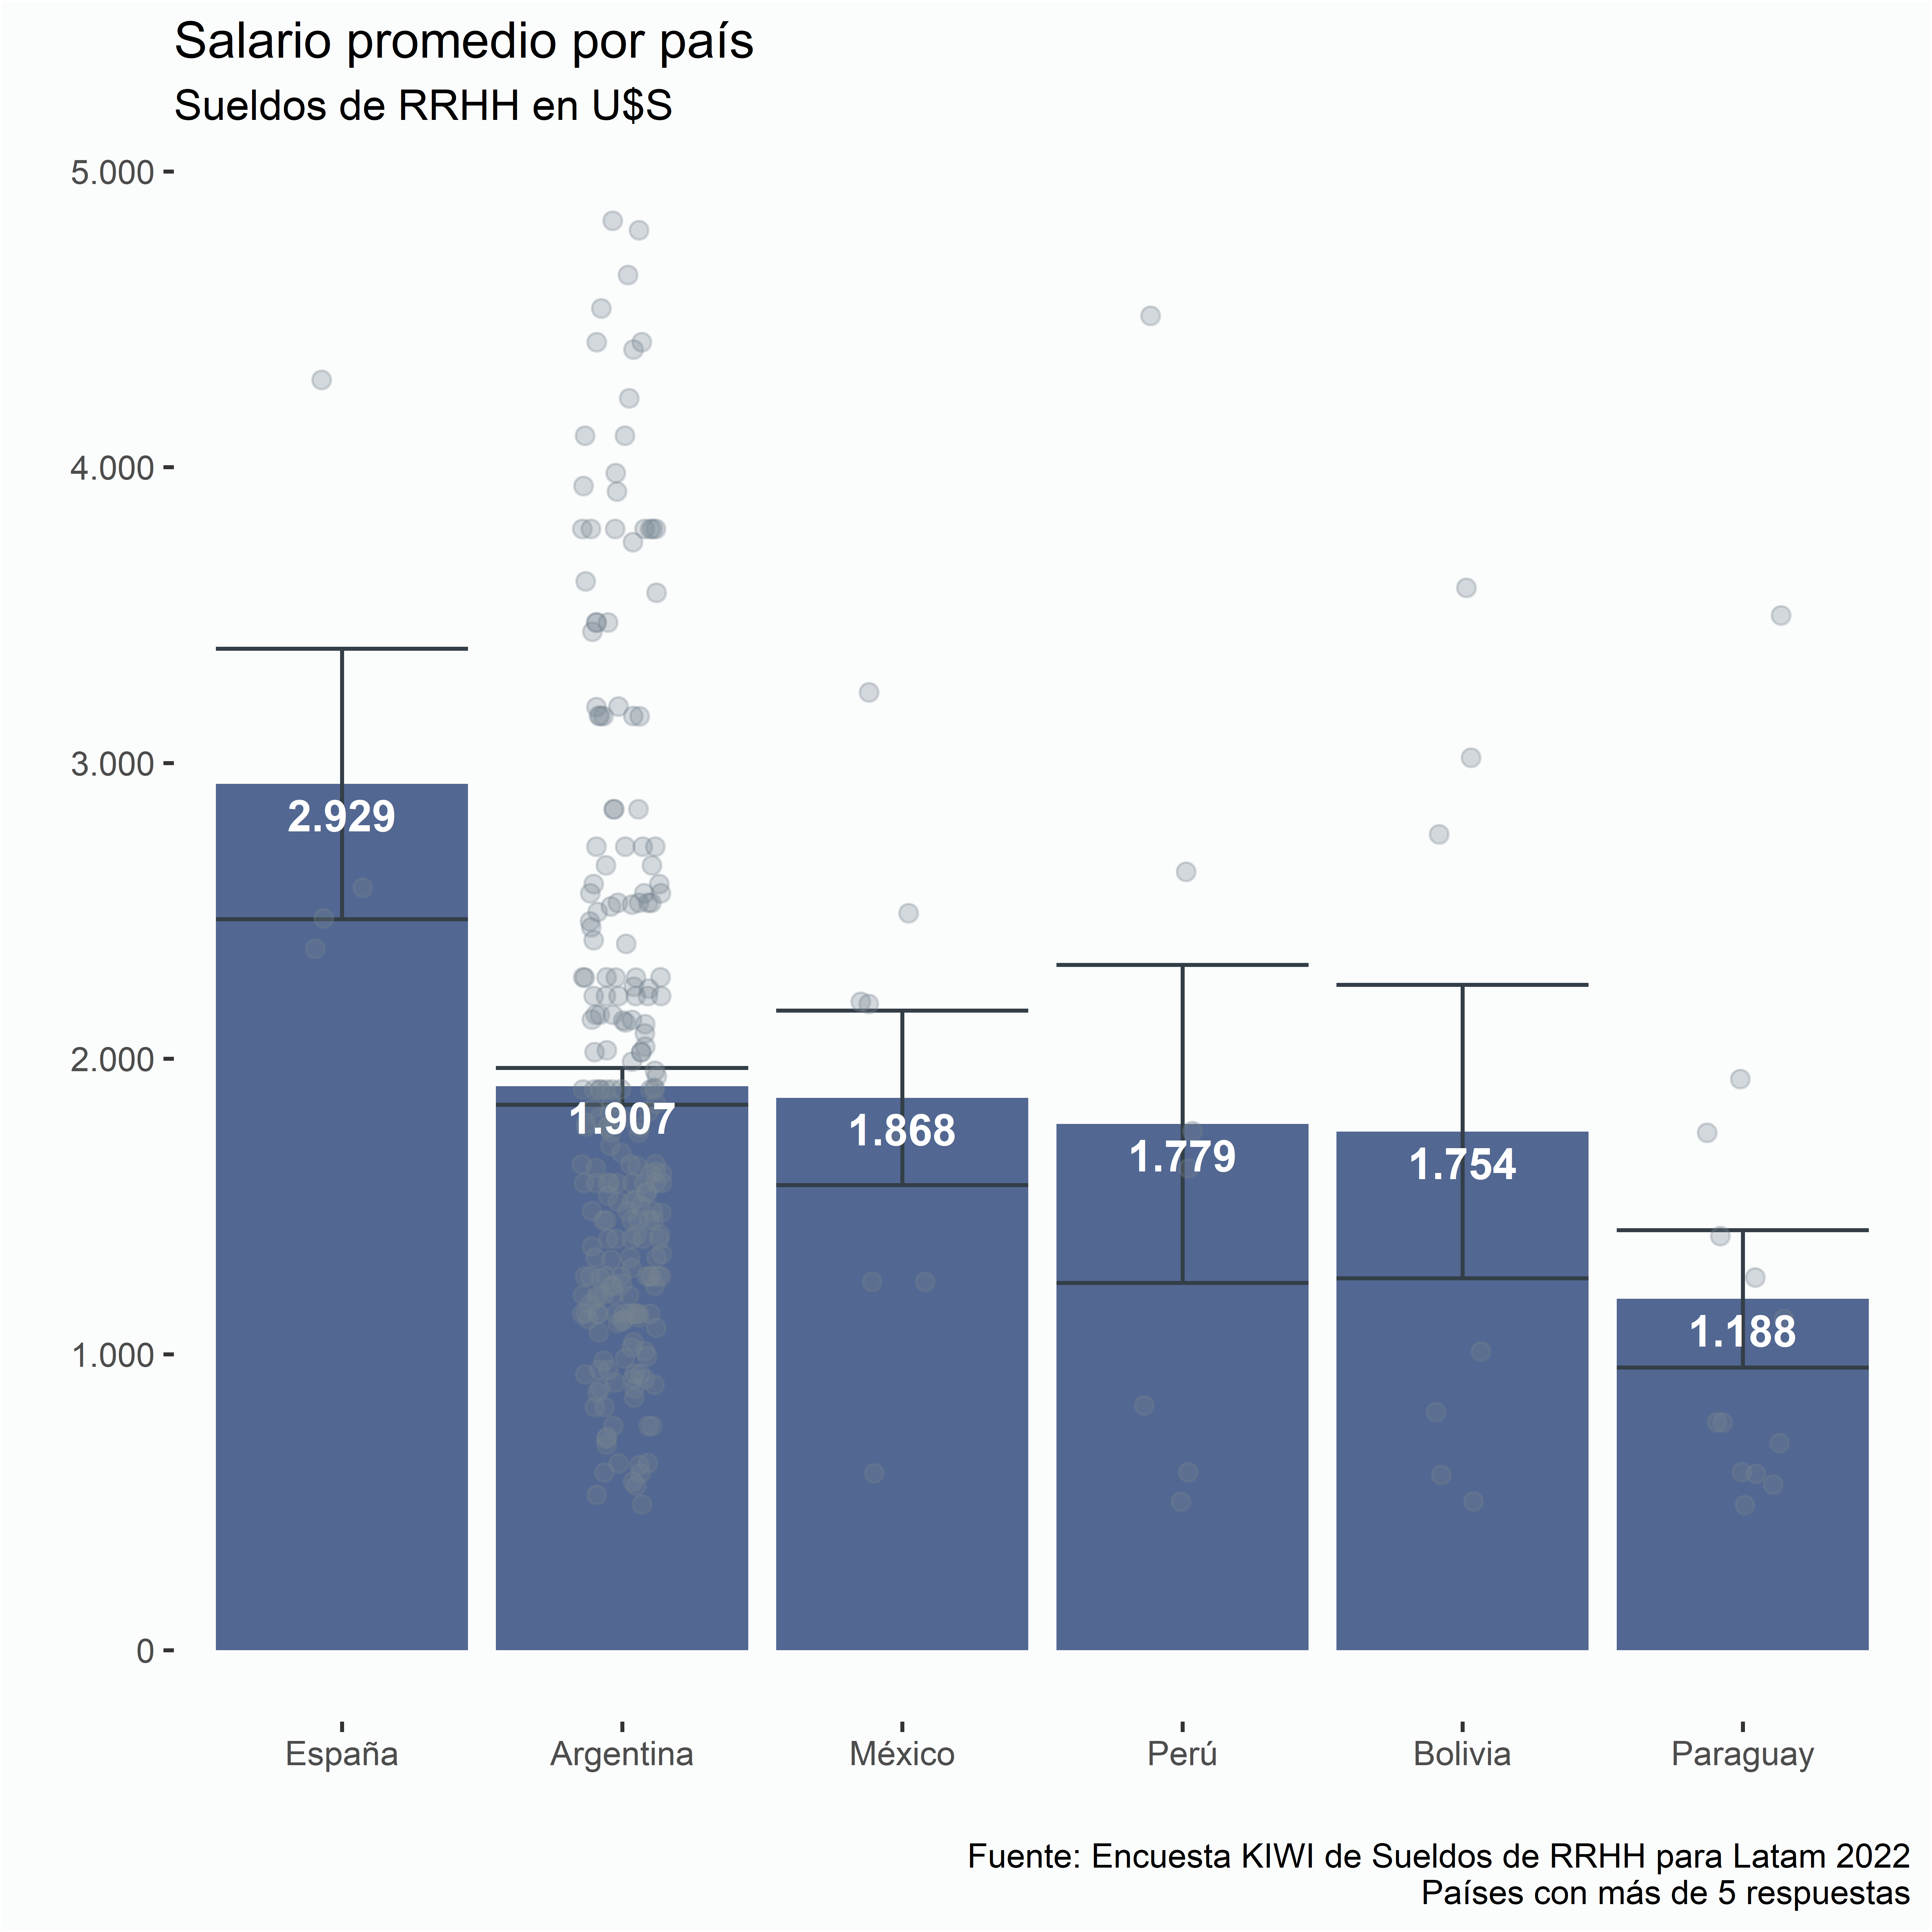 Salario promedio por país
Sueldos de RRHH en U$S
5.000
4.000
3.000
2.000
1.000
0
2.929
1.907
1.868
1.779
1.754
1.188
España
Argentina
México
Perú
Bolivia
Paraguay
Fuente: Encuesta KIWI de Sueldos de RRHH para Latam 2022
Países con más de 5 respuestas